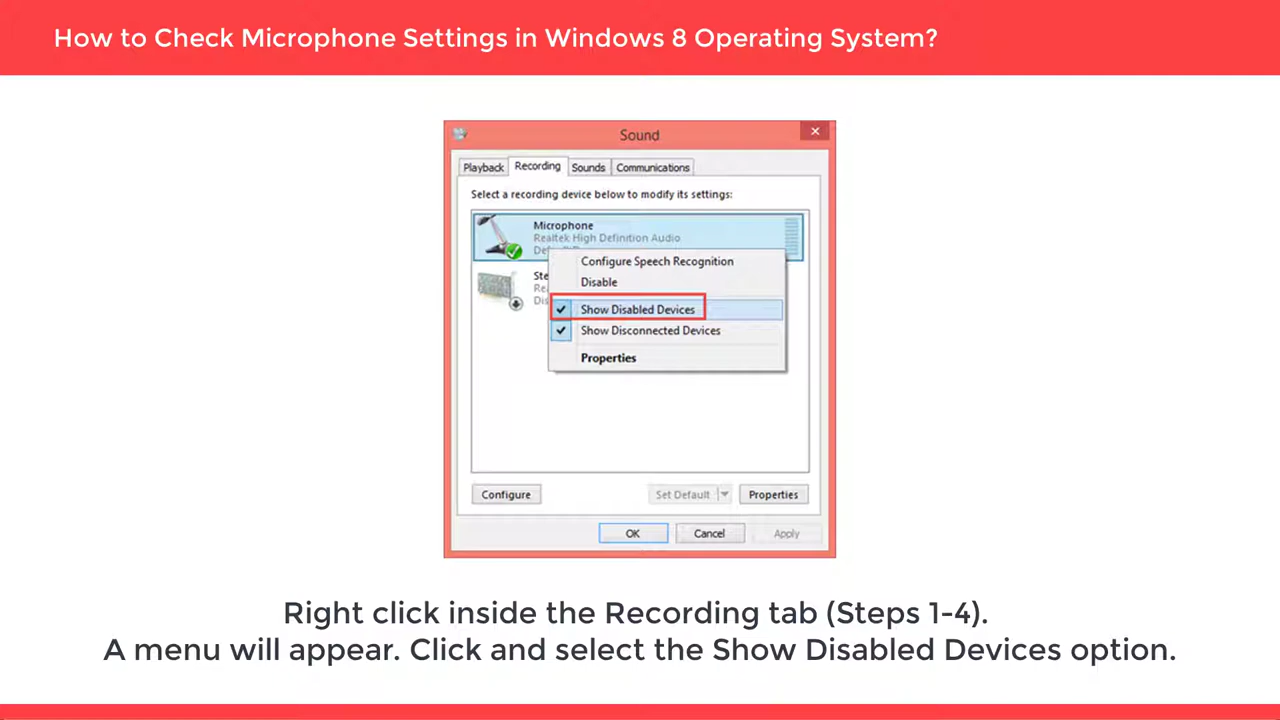 How to Check Microphone Settings in Windows 8 Operating System?
Sound
Playback Recording Sounds Communications
Select a recording device below to modify its settings:
Microphone
Realtek High Definition Audio
Configure Speech Recognition
Disable
Show Disabled Devices
Show Disconnected Devices
Properties
Configure Set Default Properties
OK Cancel Apply
Right click inside the Recording tab (Steps 1-4).
A menu will appear. Click and select the Show Disabled Devices option.